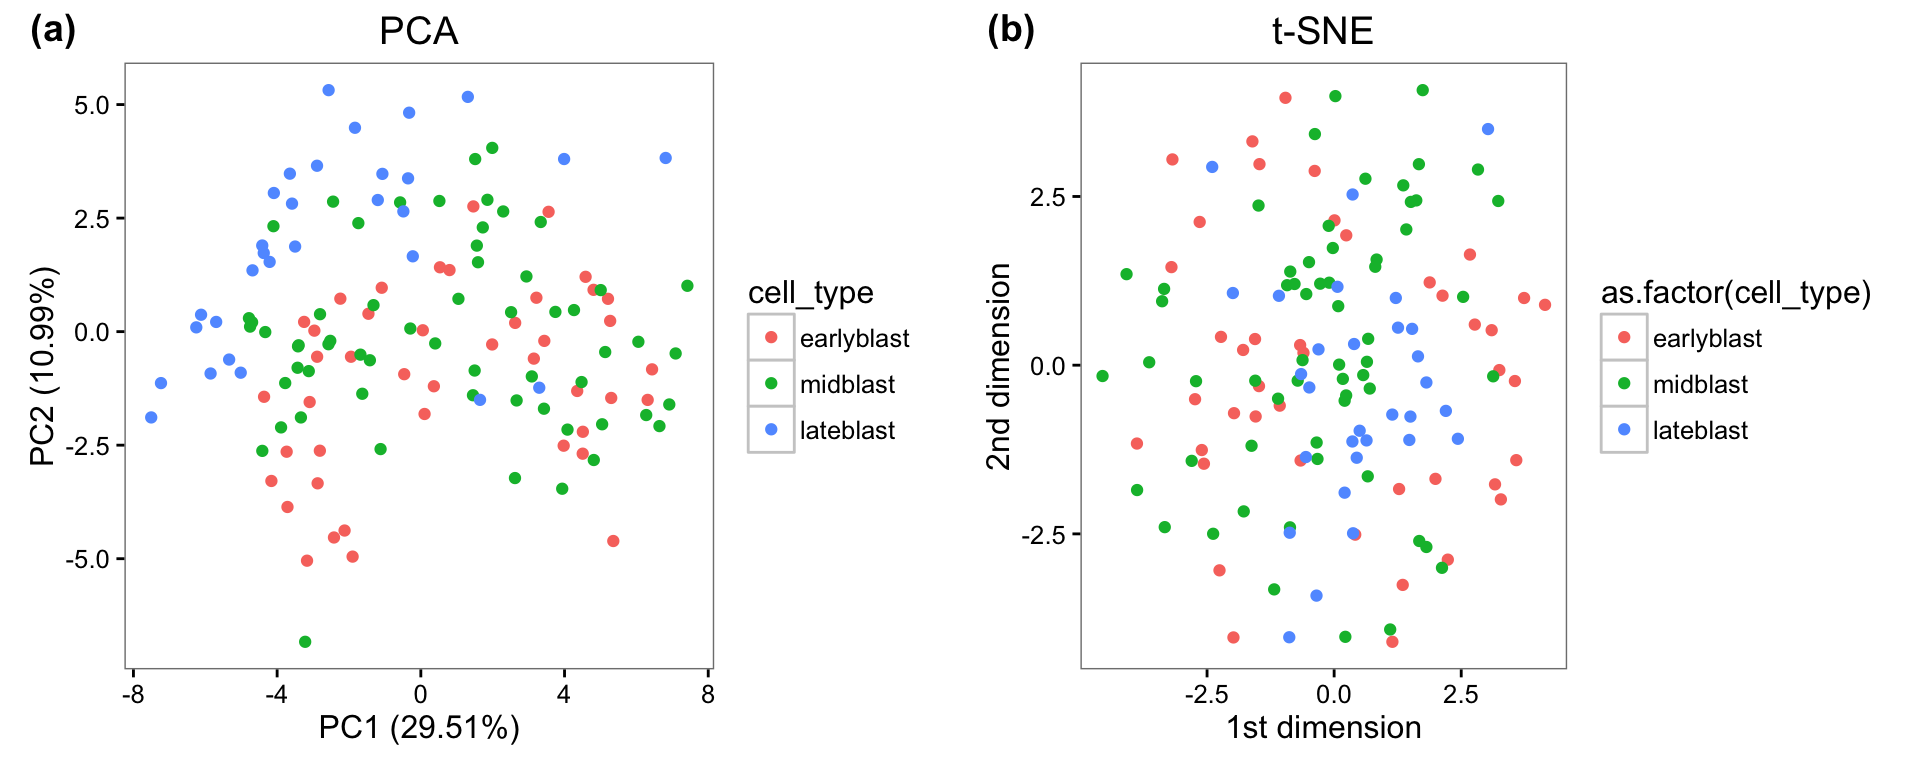 (a)
PCA
5.0
2.5
0.0
-2.5
-5.0
PC2 (10.99%)
-8
-4
0
4
8
PC1 (29.51%)
cell_type
earlyblast
midblast
lateblast
(b)
t-SNE
2.5
0.0
-2.5
2nd dimension
-2.5
0.0
2.5
1st dimension
as.factor(cell_type)
earlyblast
midblast
lateblast